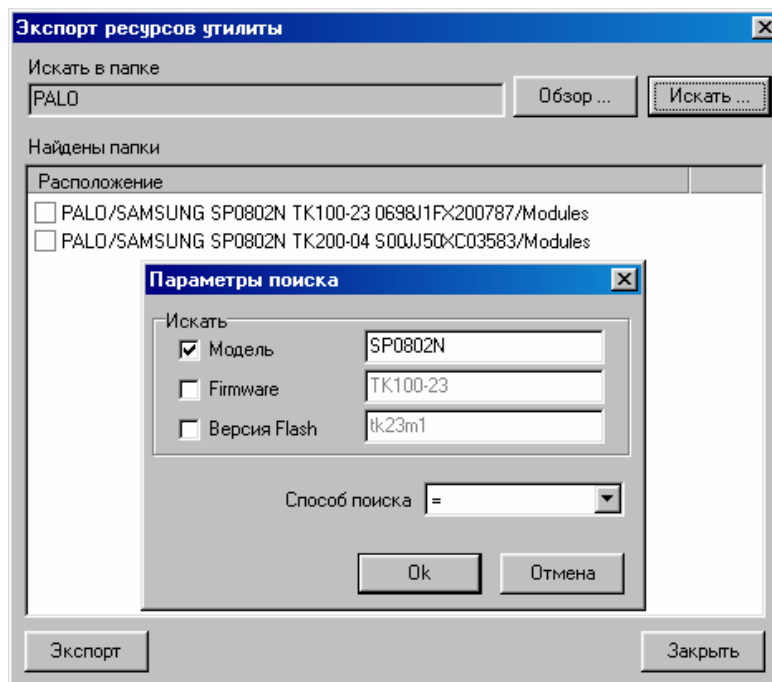 Экспорт ресурсов утилиты
Искать в папке
PALO
Обзор ...
Искать ...
Найдены папки
Расположение
PALO/SAMSUNG SP0802N TK100-23 0698J1FX200787/Modules
PALO/SAMSUNG SP0802N TK200-04 S00JJ50XC03583/Modules
Параметры поиска
Искать
Модель SP0802N
Firmware TK100-23
Версия Flash tk23m1
Способ поиска =
Ok
Отмена
Экспорт
Закрыть